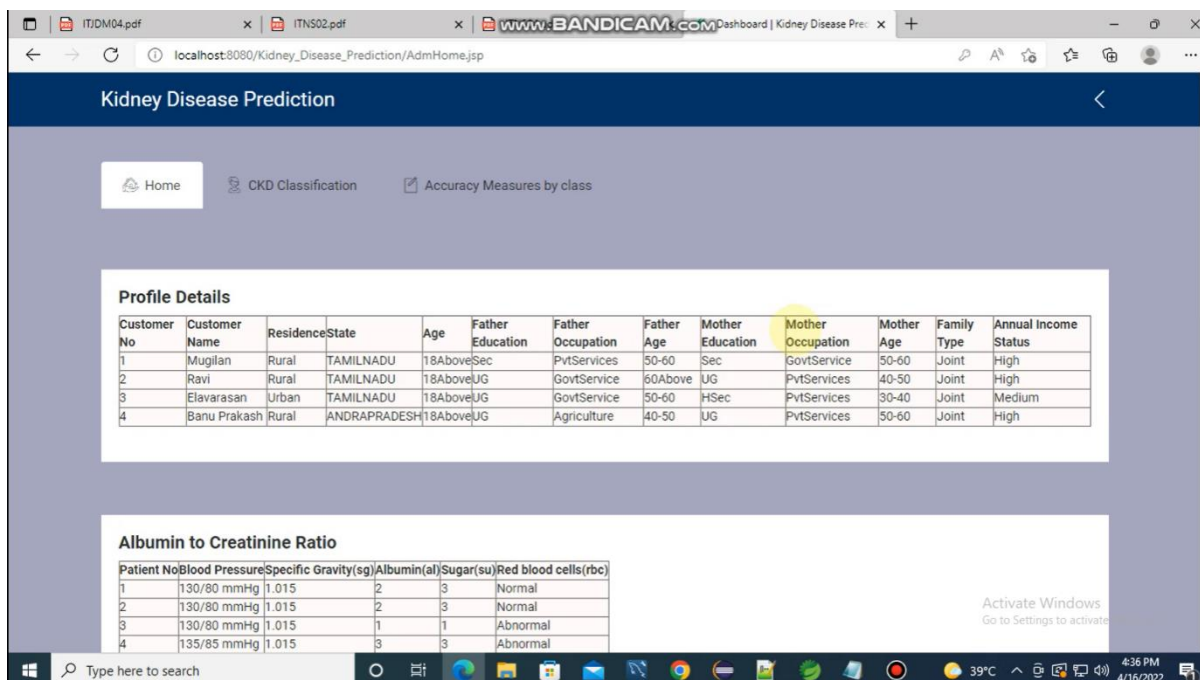 ITJDM04.pdf ITNS02.pdf www.BANDICAM.com Dashboard | Kidney Disease Prec
localhost:8080/Kidney_Disease_Prediction/AdmHome.jsp
Kidney Disease Prediction
Home CKD Classification Accuracy Measures by class
Profile Details
Customer No Customer Name Residence State Age Father Education Father Occupation Father Age Mother Education Mother Occupation Mother Age Family Type Annual Income Status
1 Mugilan Rural TAMILNADU 18Above Sec PvtServices 50-60 Sec GovtService 50-60 Joint High
2 Ravi Rural TAMILNADU 18Above UG GovtService 60Above UG PvtServices 40-50 Joint High
3 Elavarasan Urban TAMILNADU 18Above UG GovtService 50-60 HSec PvtServices 30-40 Joint Medium
4 Banu Prakash Rural ANDRAPRADESH 18Above UG Agriculture 40-50 UG PvtServices 50-60 Joint High
Albumin to Creatinine Ratio
Patient No Blood Pressure Specific Gravity(sg) Albumin(al) Sugar(su) Red blood cells(rbc)
1 130/80 mmHg 1.015 2 3 Normal
2 130/80 mmHg 1.015 2 3 Normal
3 130/80 mmHg 1.015 1 1 Abnormal
4 135/85 mmHg 1.015 3 3 Abnormal
Activate Windows
Go to Settings to activate
Type here to search 39°C 4:36 PM
4/16/2022